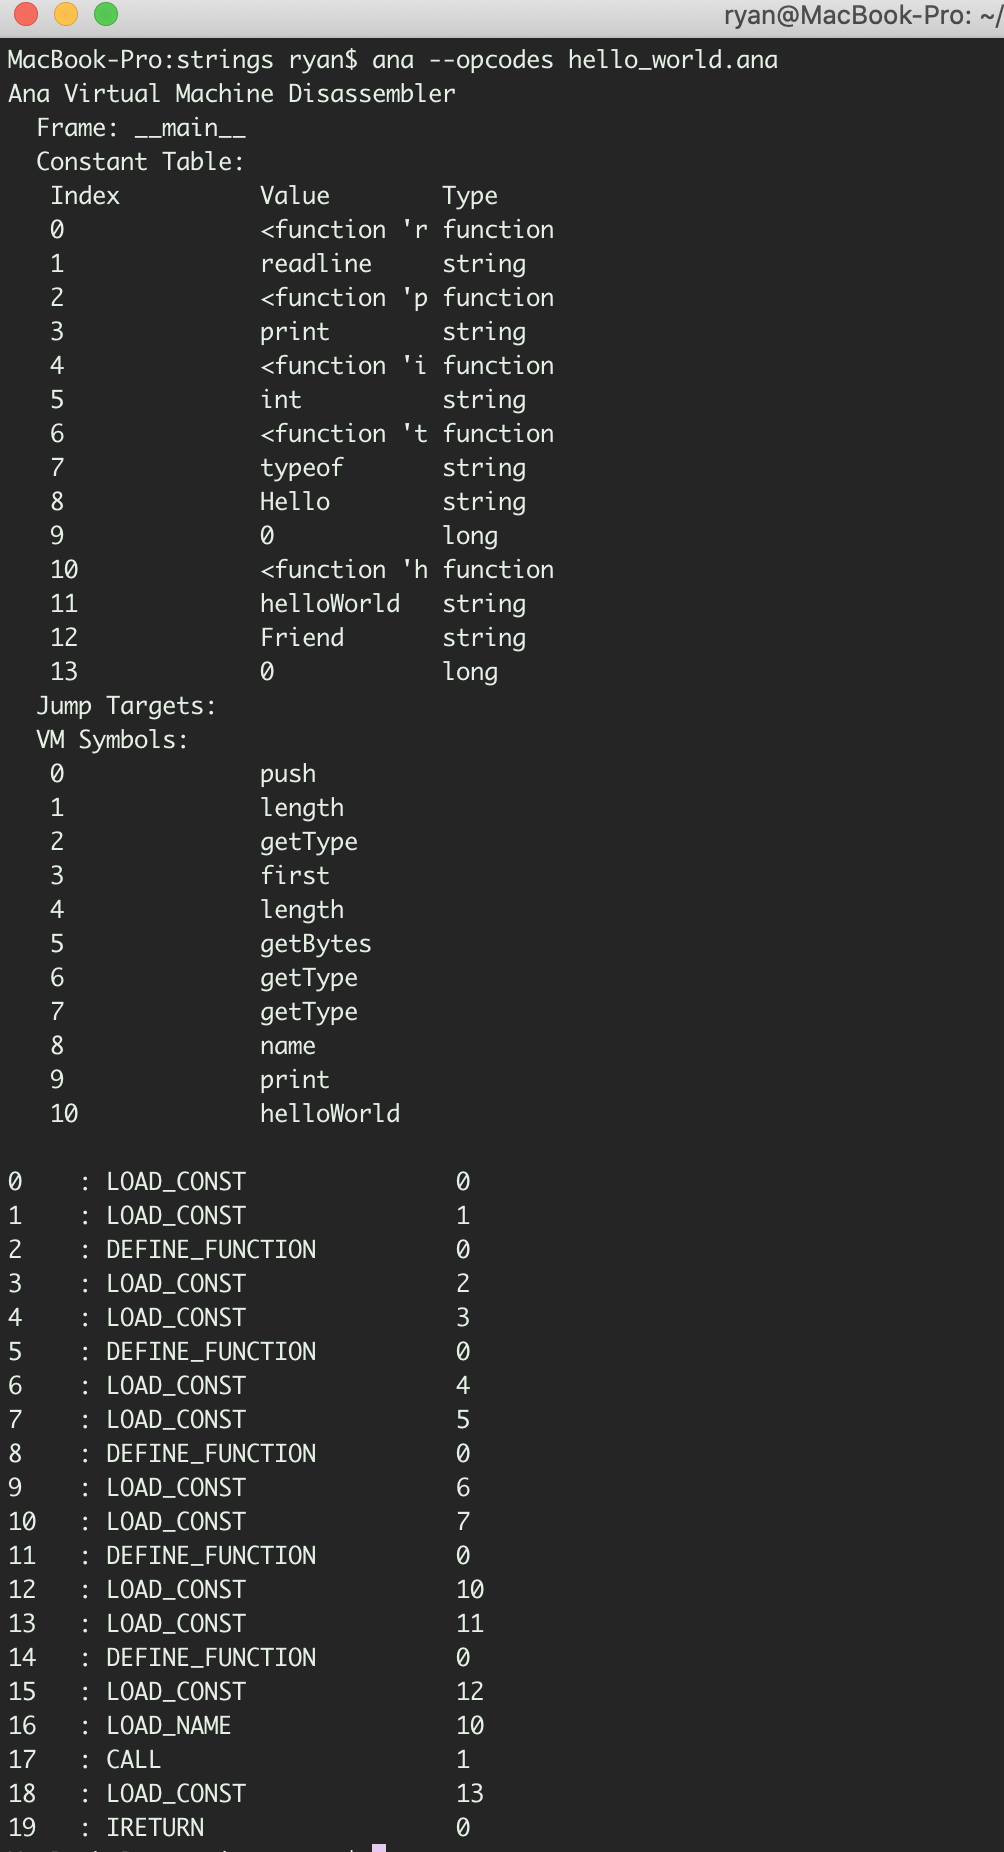 ryan@MacBook-Pro: ~/
MacBook-Pro:strings ryan$ ana --opcodes hello_world.ana
Ana Virtual Machine Disassembler
Frame: __main__
Constant Table:
Index Value Type
0 <function 'r function
1 readline string
2 <function 'p function
3 print string
4 <function 'i function
5 int string
6 <function 't function
7 typeof string
8 Hello string
9 0 long
10 <function 'h function
11 helloWorld string
12 Friend string
13 0 long
Jump Targets:
VM Symbols:
0 push
1 length
2 getType
3 first
4 length
5 getBytes
6 getType
7 getType
8 name
9 print
10 helloWorld
0 : LOAD_CONST 0
1 : LOAD_CONST 1
2 : DEFINE_FUNCTION 0
3 : LOAD_CONST 2
4 : LOAD_CONST 3
5 : DEFINE_FUNCTION 0
6 : LOAD_CONST 4
7 : LOAD_CONST 5
8 : DEFINE_FUNCTION 0
9 : LOAD_CONST 6
10 : LOAD_CONST 7
11 : DEFINE_FUNCTION 0
12 : LOAD_CONST 10
13 : LOAD_CONST 11
14 : DEFINE_FUNCTION 0
15 : LOAD_CONST 12
16 : LOAD_NAME 10
17 : CALL 1
18 : LOAD_CONST 13
19 : IRETURN 0